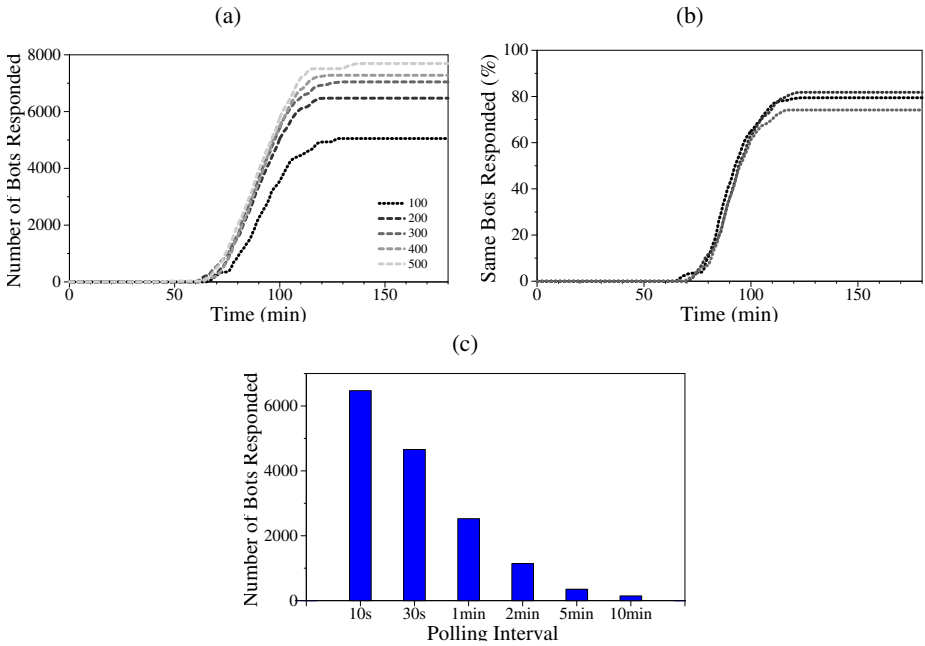 (a)
Number of Bots Responded
8000
6000
4000
2000
0
0
50
100
150
Time (min)
100
200
300
400
500
(b)
Same Bots Responded (%)
100
80
60
40
20
0
0
50
100
150
Time (min)
(c)
Number of Bots Responded
6000
4000
2000
0
10s
30s
1min
2min
5min
10min
Polling Interval